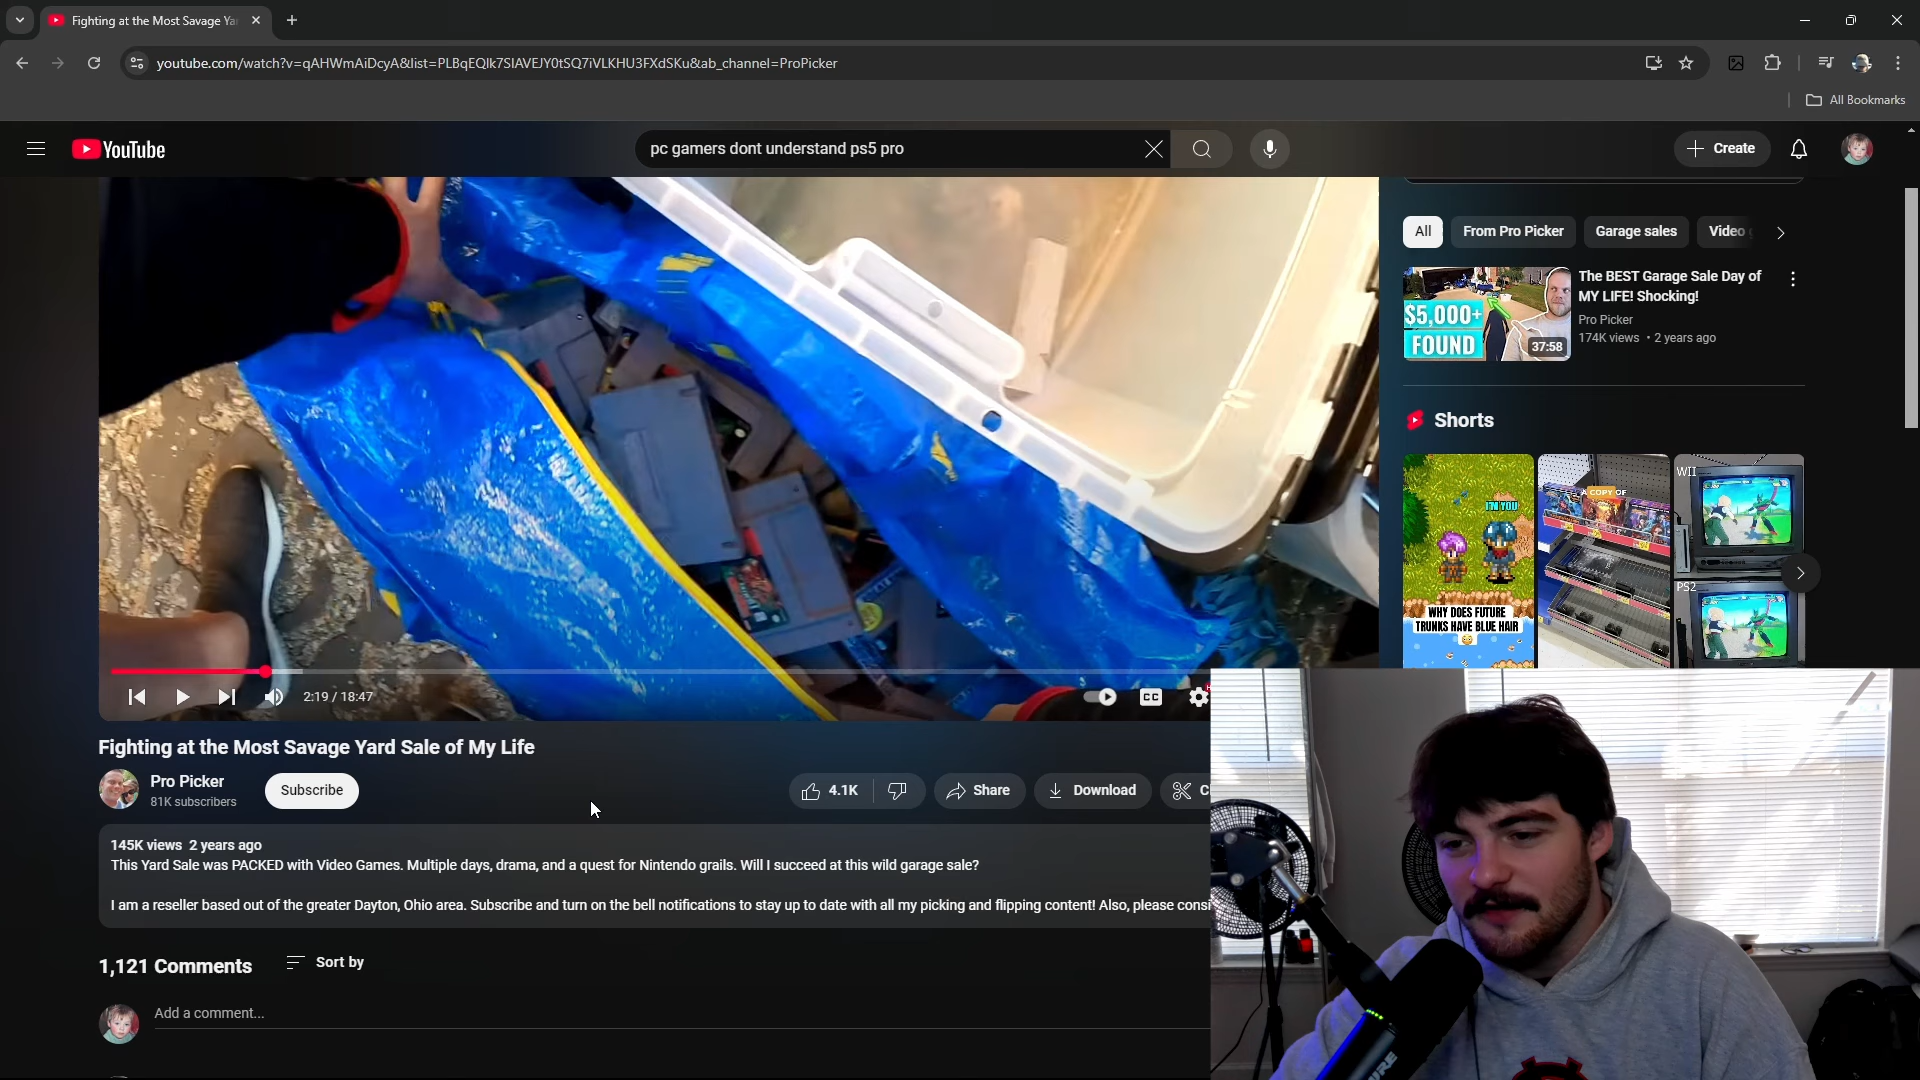 Fighting at the Most Savage Ya
youtube.com/watch?v=qAHWmAiDcyA&list=PLBqEQlk7SIAVEJY0tSQ7iVLKHU3FXdSKu&ab_channel=ProPicker
All Bookmarks
YouTube
pc gamers dont understand ps5 pro
Create
All
From Pro Picker
Garage sales
Video
$5,000+
FOUND
37:58
The BEST Garage Sale Day of
MY LIFE! Shocking!
Pro Picker
174K views • 2 years ago
Shorts
I'M YOU
WHY DOES FUTURE
TRUNKS HAVE BLUE HAIR
A COPY OF
WII
PS2
2:19 / 18:47
CC
Fighting at the Most Savage Yard Sale of My Life
Pro Picker
81K subscribers
Subscribe
4.1K
Share
Download
C
145K views 2 years ago
This Yard Sale was PACKED with Video Games. Multiple days, drama, and a quest for Nintendo grails. Will I succeed at this wild garage sale?
I am a reseller based out of the greater Dayton, Ohio area. Subscribe and turn on the bell notifications to stay up to date with all my picking and flipping content! Also, please consi
1,121 Comments
Sort by
Add a comment...